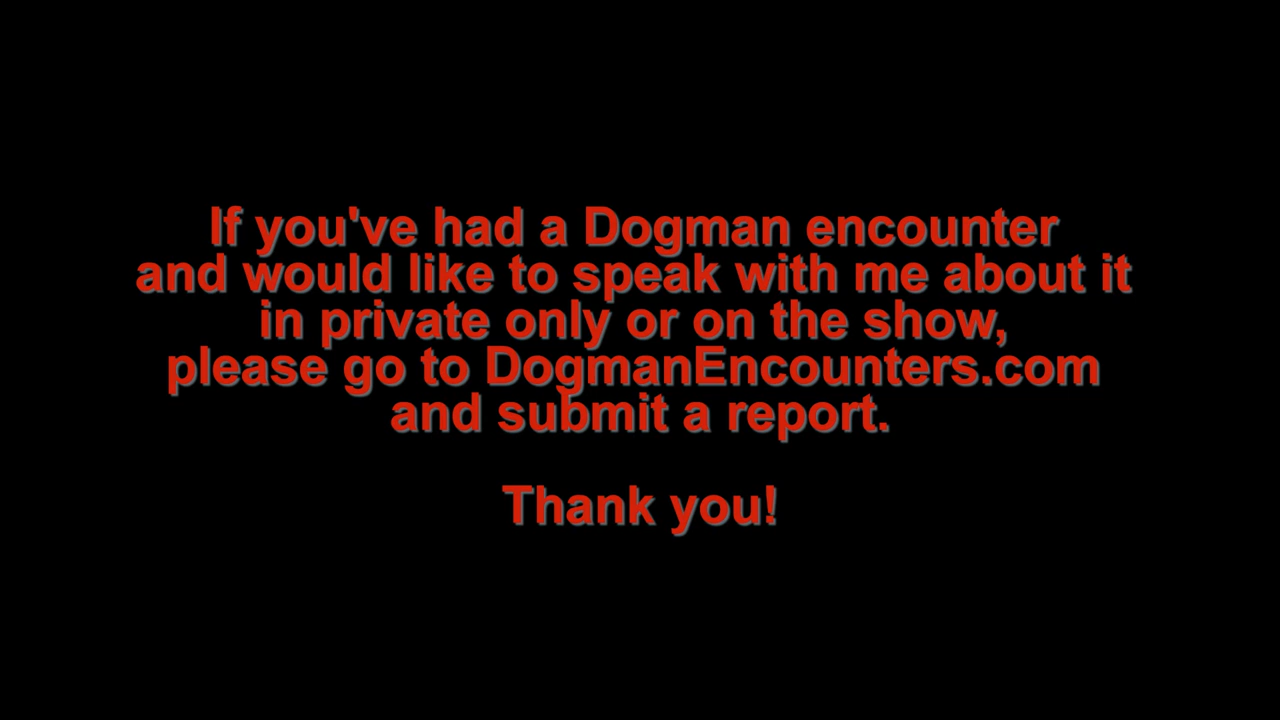 If you've had a Dogman encounter
and would like to speak with me about it
in private only or on the show,
please go to DogmanEncounters.com
and submit a report.
Thank you!